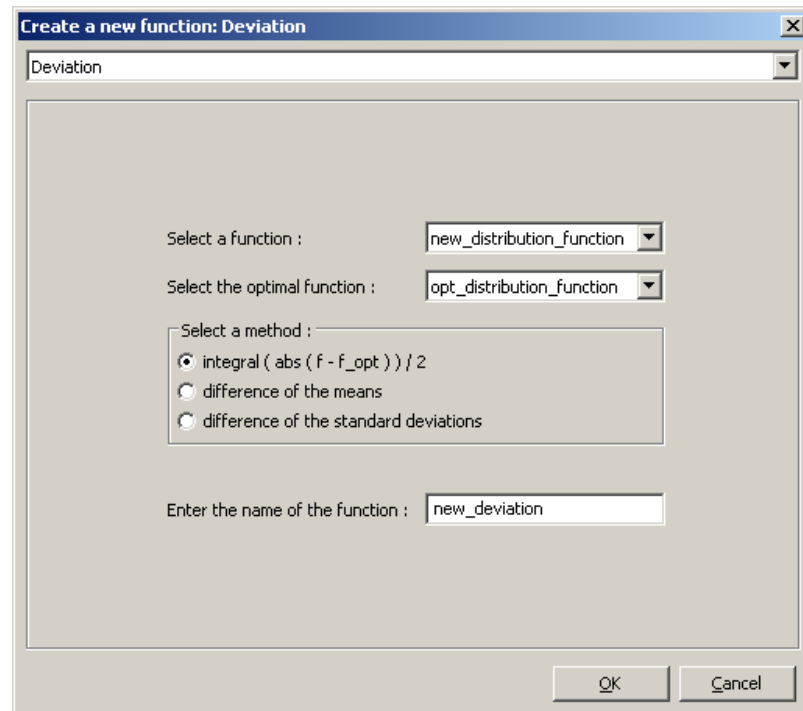 Create a new function: Deviation
Deviation
Select a function : new_distribution_function
Select the optimal function : opt_distribution_function
Select a method :
integral ( abs ( f - f_opt ) ) / 2
difference of the means
difference of the standard deviations
Enter the name of the function : new_deviation
OK Cancel